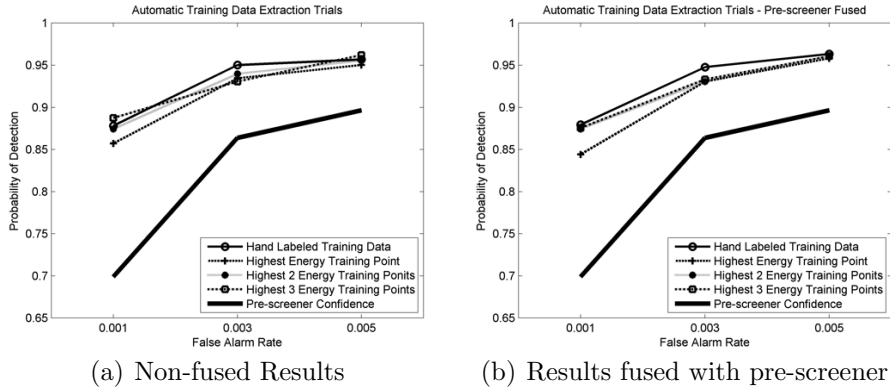 Automatic Training Data Extraction Trials
Probability of Detection
1
0.95
0.9
0.85
0.8
0.75
0.7
0.65
Hand Labeled Training Data
Highest Energy Training Point
Highest 2 Energy Training Ponits
Highest 3 Energy Training Points
Pre-screener Confidence
0.001
0.003
0.005
False Alarm Rate
(a) Non-fused Results
Automatic Training Data Extraction Trials - Pre-screener Fused
Probability of Detection
1
0.95
0.9
0.85
0.8
0.75
0.7
0.65
Hand Labeled Training Data
Highest Energy Training Point
Highest 2 Energy Training Points
Highest 3 Energy Training Points
Pre-screener Confidence
0.001
0.003
0.005
False Alarm Rate
(b) Results fused with pre-screener